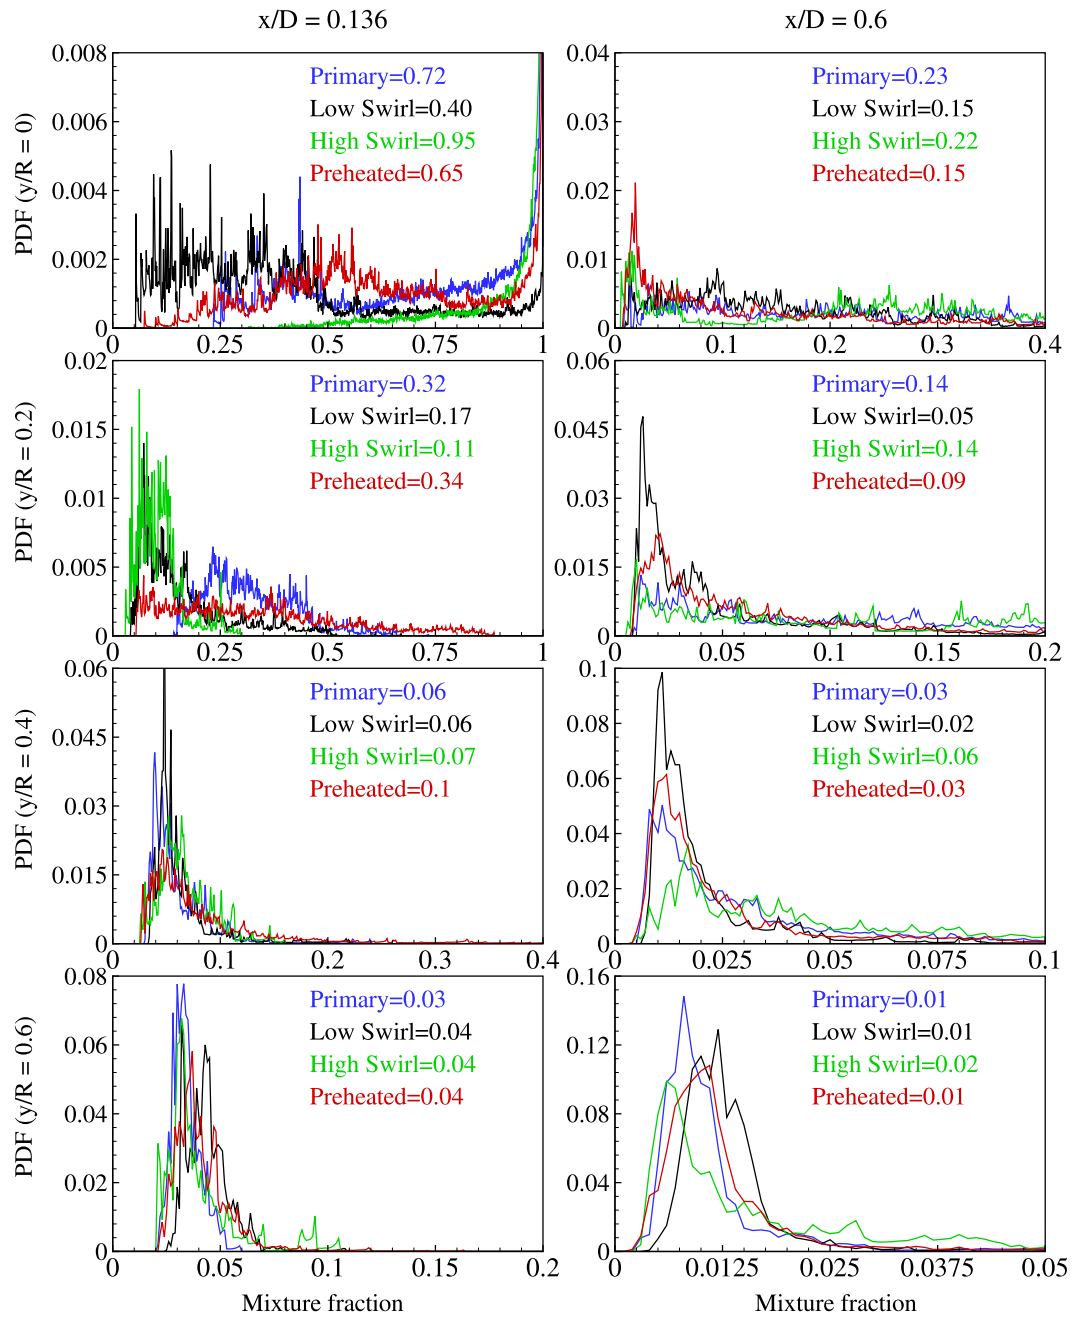 x/D = 0.136
x/D = 0.6
PDF (y/R = 0)
0.008
0.006
0.004
0.002
0
Primary=0.72
Low Swirl=0.40
High Swirl=0.95
Preheated=0.65
0 0.25 0.5 0.75 1
0.04
0.03
0.02
0.01
0
Primary=0.23
Low Swirl=0.15
High Swirl=0.22
Preheated=0.15
0 0.1 0.2 0.3 0.4
PDF (y/R = 0.2)
0.02
0.015
0.01
0.005
0
Primary=0.32
Low Swirl=0.17
High Swirl=0.11
Preheated=0.34
0 0.25 0.5 0.75 1
0.06
0.045
0.03
0.015
0
Primary=0.14
Low Swirl=0.05
High Swirl=0.14
Preheated=0.09
0 0.05 0.1 0.15 0.2
PDF (y/R = 0.4)
0.06
0.045
0.03
0.015
0
Primary=0.06
Low Swirl=0.06
High Swirl=0.07
Preheated=0.1
0 0.1 0.2 0.3 0.4
0.1
0.08
0.06
0.04
0.02
0
Primary=0.03
Low Swirl=0.02
High Swirl=0.06
Preheated=0.03
0 0.025 0.05 0.075 0.1
PDF (y/R = 0.6)
0.08
0.06
0.04
0.02
0
Primary=0.03
Low Swirl=0.04
High Swirl=0.04
Preheated=0.04
0 0.05 0.1 0.15 0.2
Mixture fraction
0.16
0.12
0.08
0.04
0
Primary=0.01
Low Swirl=0.01
High Swirl=0.02
Preheated=0.01
0 0.0125 0.025 0.0375 0.05
Mixture fraction